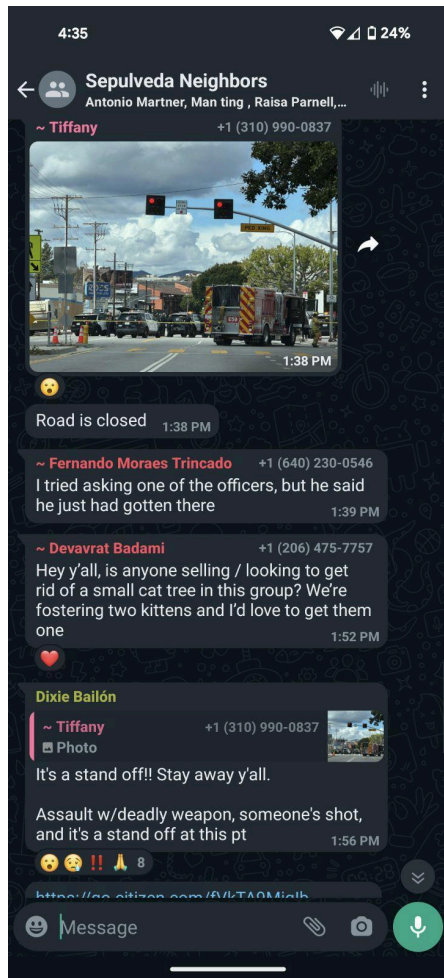 4:35
24%
Sepulveda Neighbors
Antonio Martner, Man ting , Raisa Parnell,...
~ Tiffany +1 (310) 990-0837
PED XING
1:38 PM
Road is closed 1:38 PM
~ Fernando Moraes Trincado +1 (640) 230-0546
I tried asking one of the officers, but he said
he just had gotten there
1:39 PM
~ Devavrat Badami +1 (206) 475-7757
Hey y'all, is anyone selling / looking to get
rid of a small cat tree in this group? We're
fostering two kittens and I'd love to get them
one
1:52 PM
Dixie Bailón
~ Tiffany +1 (310) 990-0837
Photo
It's a stand off!! Stay away y'all.
Assault w/deadly weapon, someone's shot,
and it's a stand off at this pt
1:56 PM
8
Message